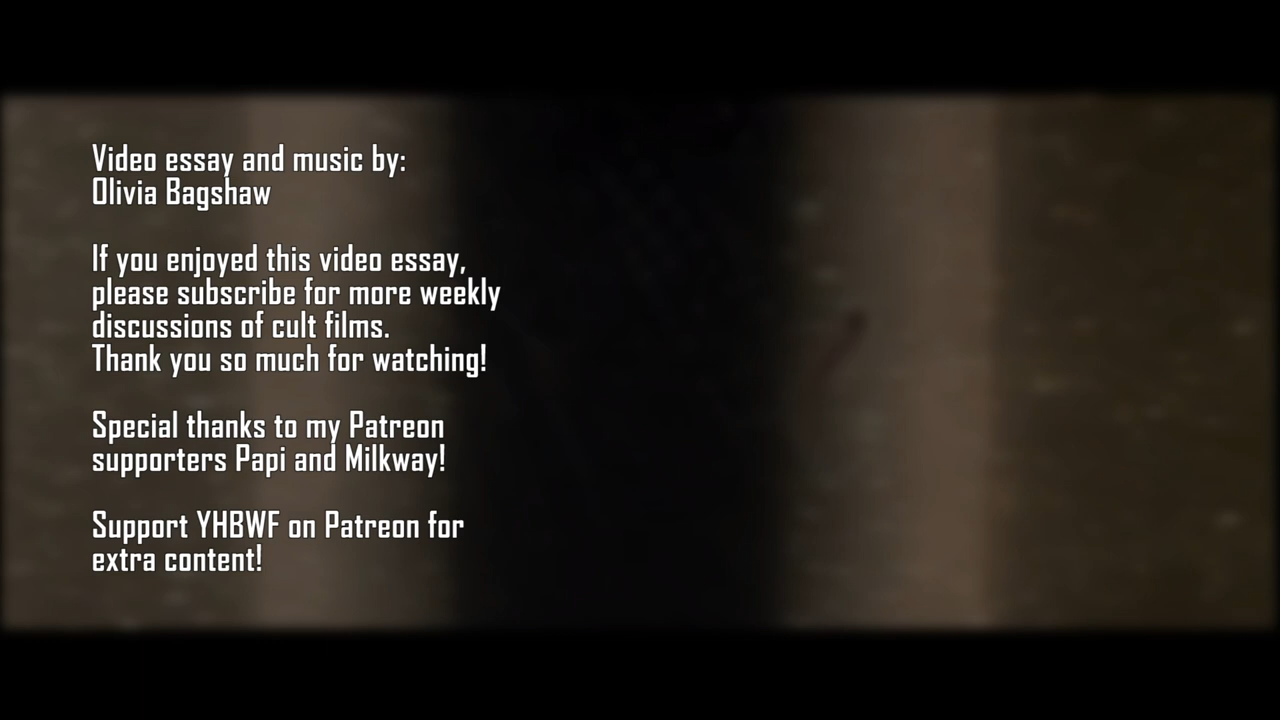 Video essay and music by:
Olivia Bagshaw
If you enjoyed this video essay,
please subscribe for more weekly
discussions of cult films.
Thank you so much for watching!
Special thanks to my Patreon
supporters Papi and Milkway!
Support YHBWF on Patreon for
extra content!